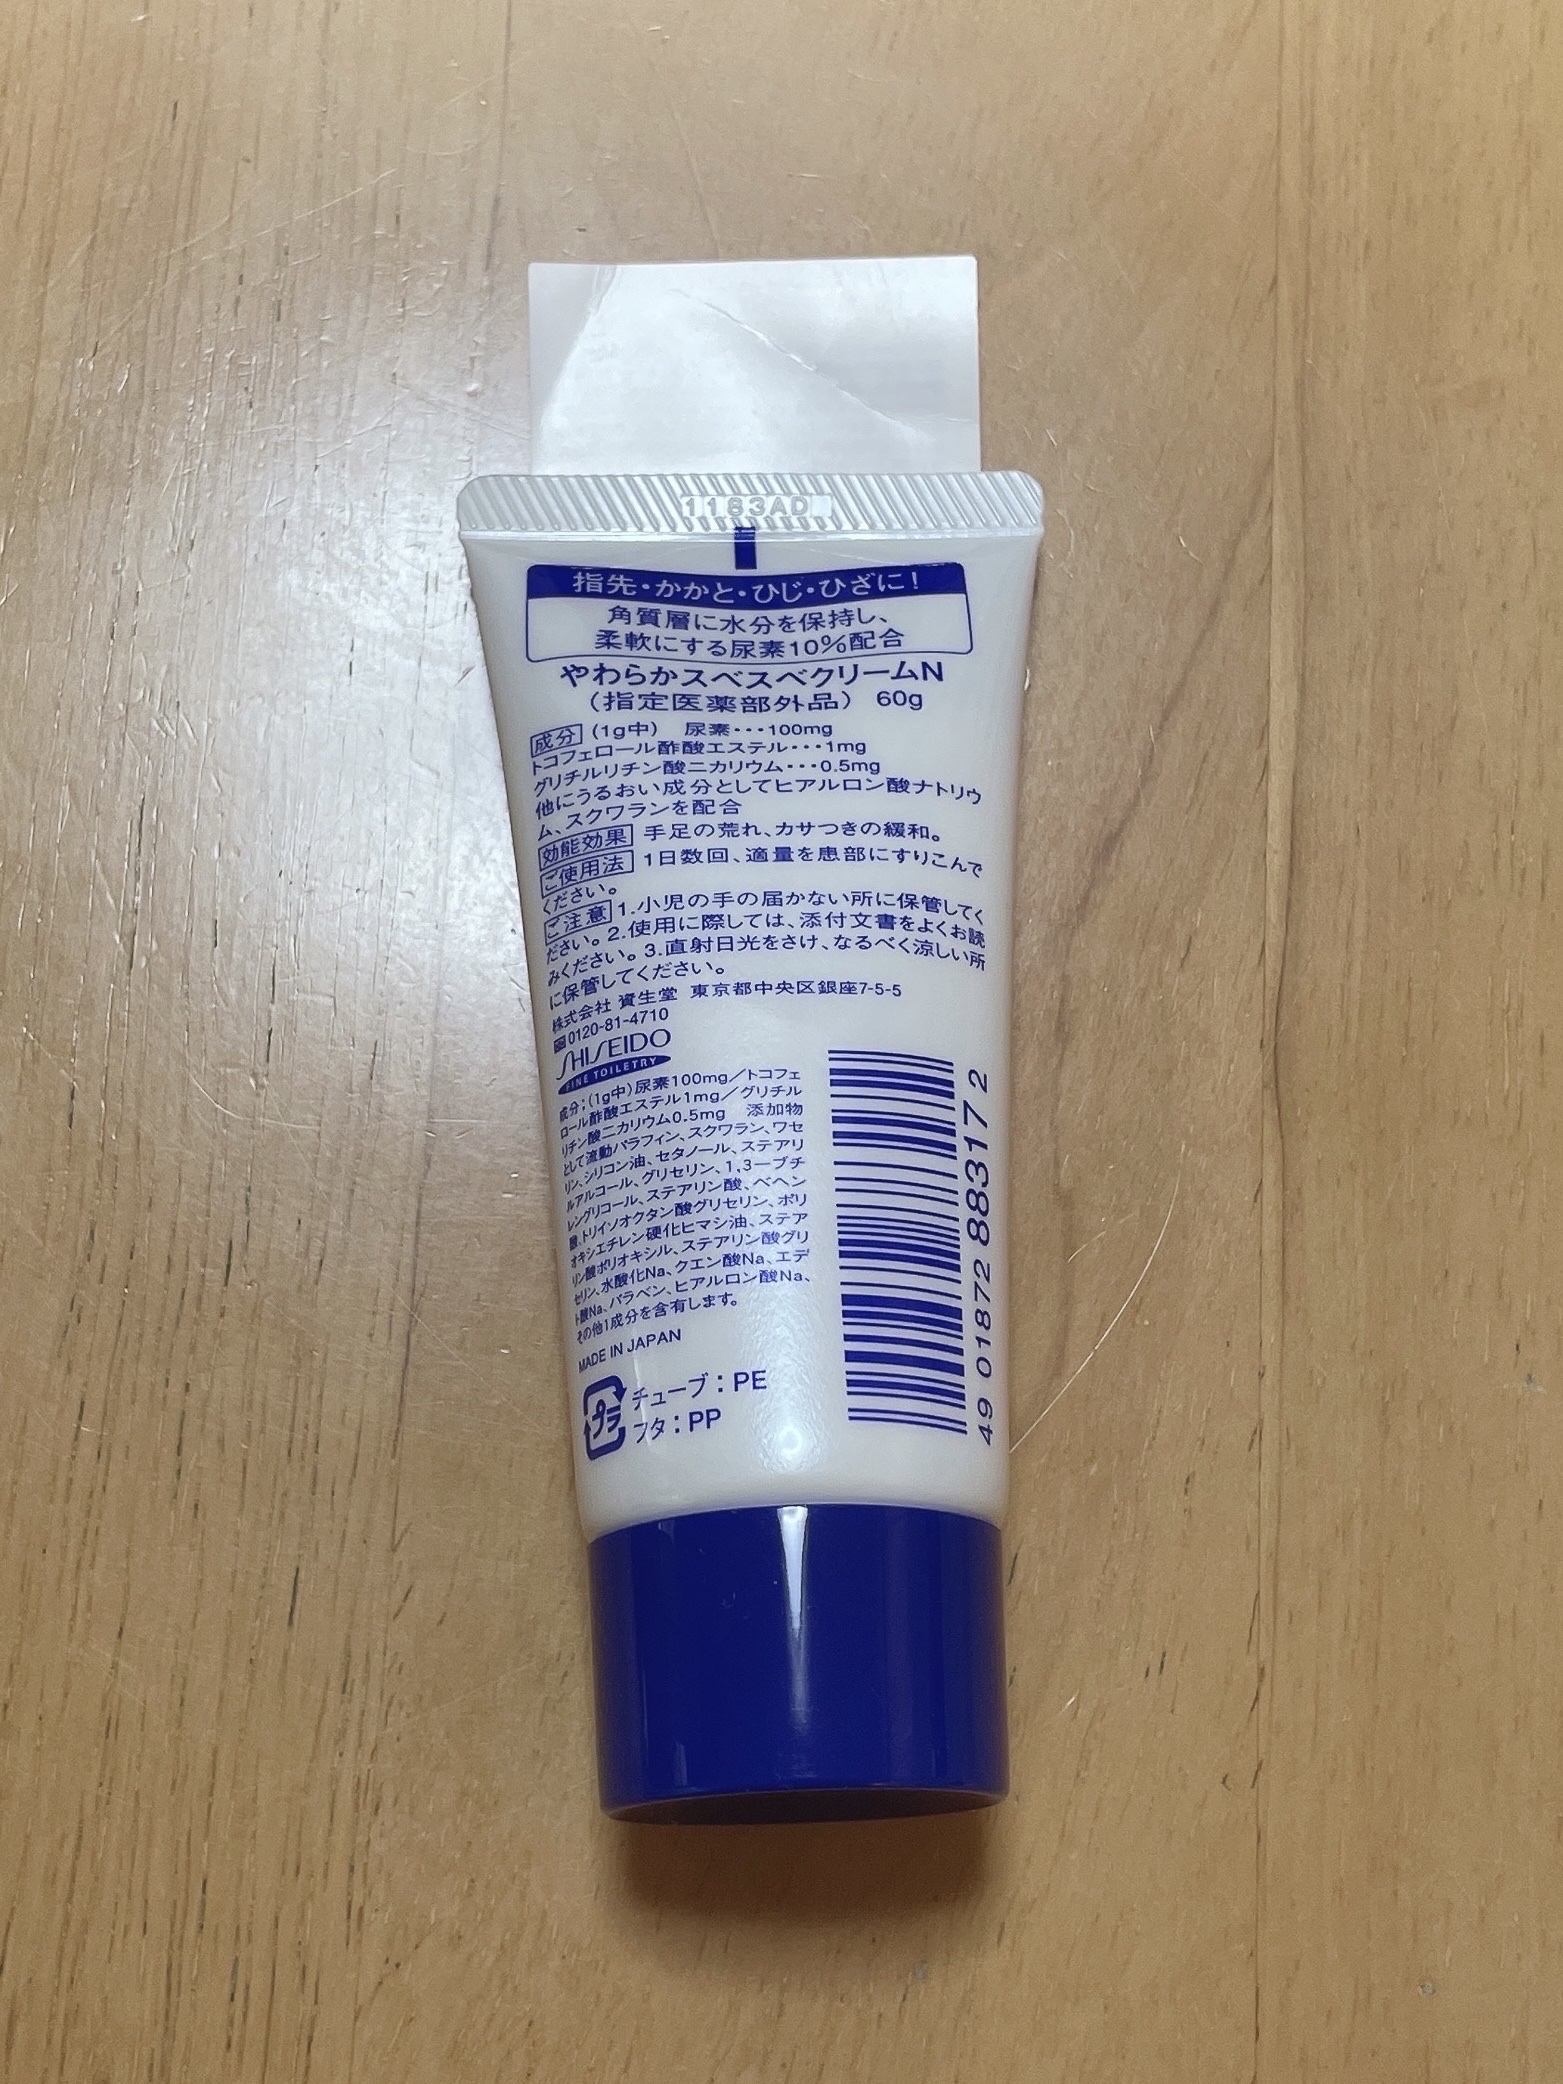 1183AD
指先・かかと・ひじ・ひざに!
角質層に水分を保持し、
柔軟にする尿素10%配合
やわらかスベスベクリームN
(指定医薬部外品) 60g
成分 (1g中) 尿素・・・100mg
トコフェロール酢酸エステル・・・1mg
グリチルリチン酸ニカリウム・・・0.5mg
他にうるおい成分としてヒアルロン酸ナトリウ
ム、スクワランを配合
効能効果 手足の荒れ、カサつきの緩和。
ご使用法 1日数回、適量を患部にすりこんで
ください。
ご注意 1.小児の手の届かない所に保管してく
ださい。2.使用に際しては、添付文書をよくお読
みください。3.直射日光をさけ、なるべく涼しい所
に保管してください。
株式会社 資生堂 東京都中央区銀座7-5-5
0120-81-4710
SHISEIDO
FINE TOILETRY
成分;(1g中)尿素100mg/トコフェ
ロール酢酸エステル1mg/グリチル
リチン酸二カリウム0.5mg 添加物
として流動パラフィン、スクワラン、ワセ
リン、シリコン油、セタノール、ステアリ
ルアルコール、グリセリン、1,3ーブチ
レングリコール、ステアリン酸、ベヘン
酸、トリイソオクタン酸グリセリン、ポリ
オキシエチレン硬化ヒマシ油、ステア
リン酸ポリオキシル、ステアリン酸グリ
セリン、水酸化Na、クエン酸Na、エデ
ト酸Na、パラベン、ヒアルロン酸Na、
その他1成分を含有します。
MADE IN JAPAN
プラ
チューブ:PE
フタ:PP
49 01872 88317 2